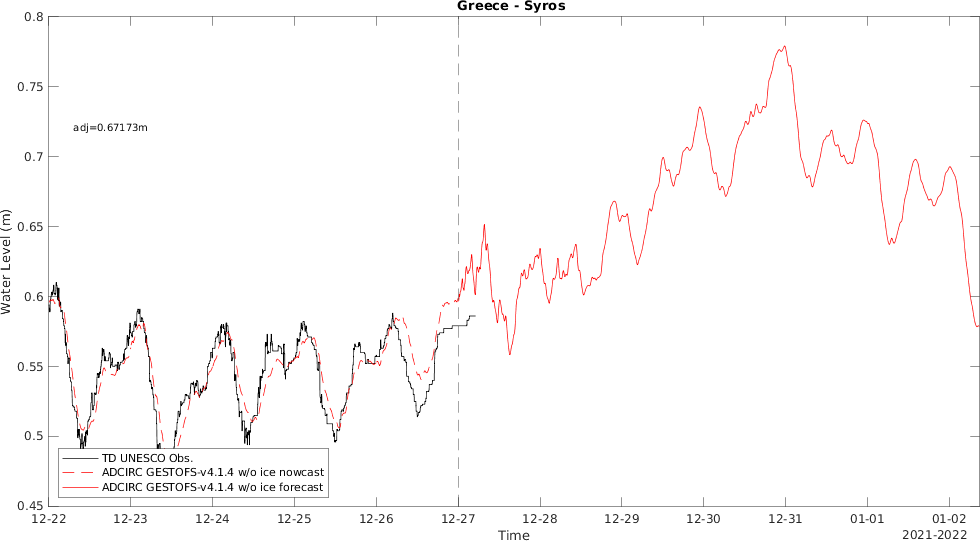 Greece - Syros
0.8
0.75
0.7
0.65
0.6
0.55
0.5
0.45
Water Level (m)
adj=0.67173m
TD UNESCO Obs.
ADCIRC GESTOFS-v4.1.4 w/o ice nowcast
ADCIRC GESTOFS-v4.1.4 w/o ice forecast
12-22 12-23 12-24 12-25 12-26 12-27 12-28 12-29 12-30 12-31 01-01 01-02
Time
2021-2022